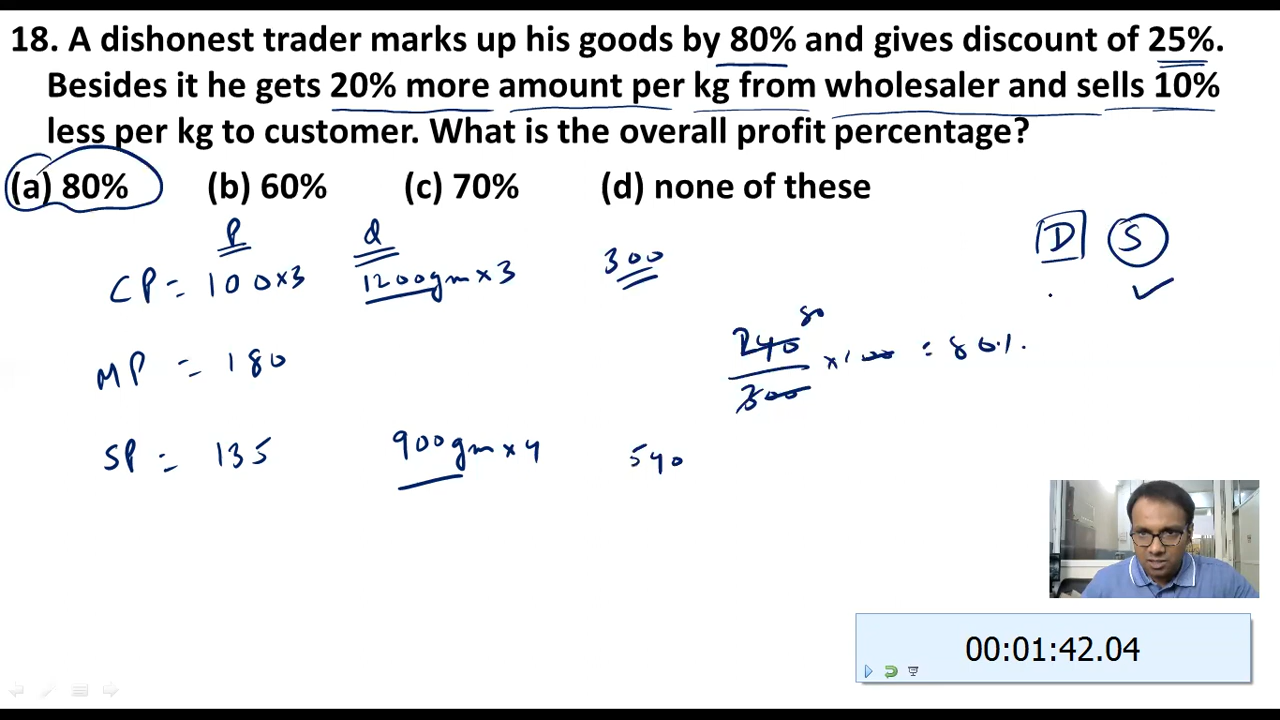 18. A dishonest trader marks up his goods by 80% and gives discount of 25%.
Besides it he gets 20% more amount per kg from wholesaler and sells 10%
less per kg to customer. What is the overall profit percentage?
(a) 80% (b) 60% (c) 70% (d) none of these
P Q D S
CP = 100×3 1200gm×3 300
240 80
300 ×100 = 80%.
MP = 180
SP = 135 900gm×4 540
00:01:42.04